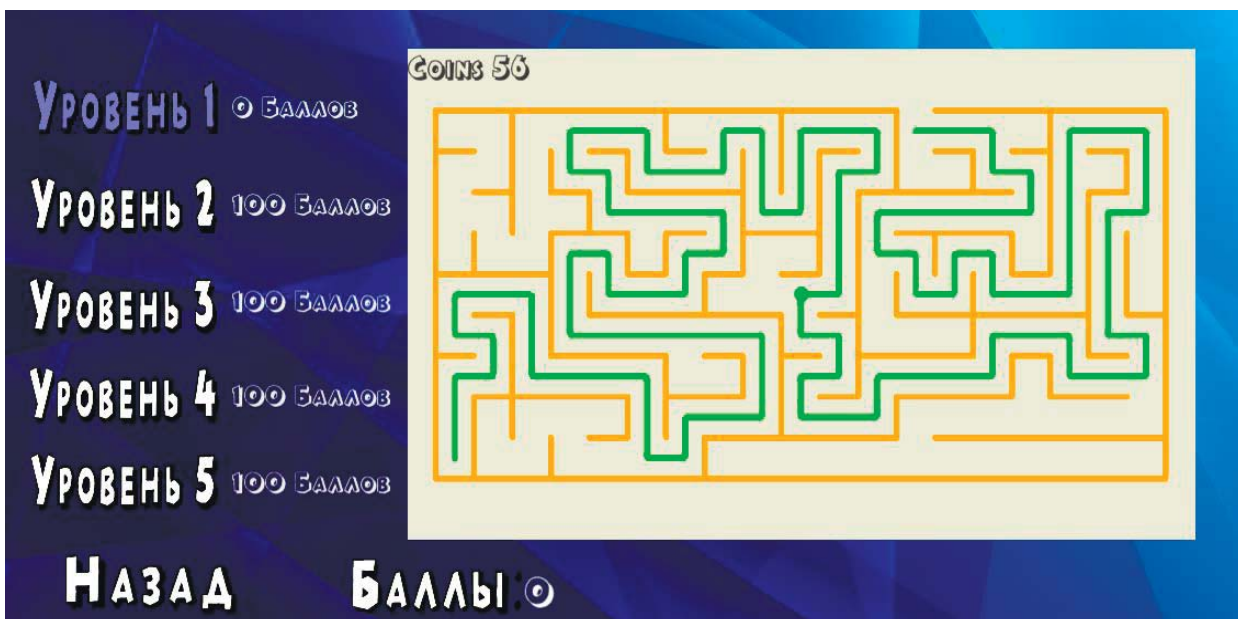 Coins 56
Уровень 1 0 Баллов
Уровень 2 100 Баллов
Уровень 3 100 Баллов
Уровень 4 100 Баллов
Уровень 5 100 Баллов
Назад Баллы:0